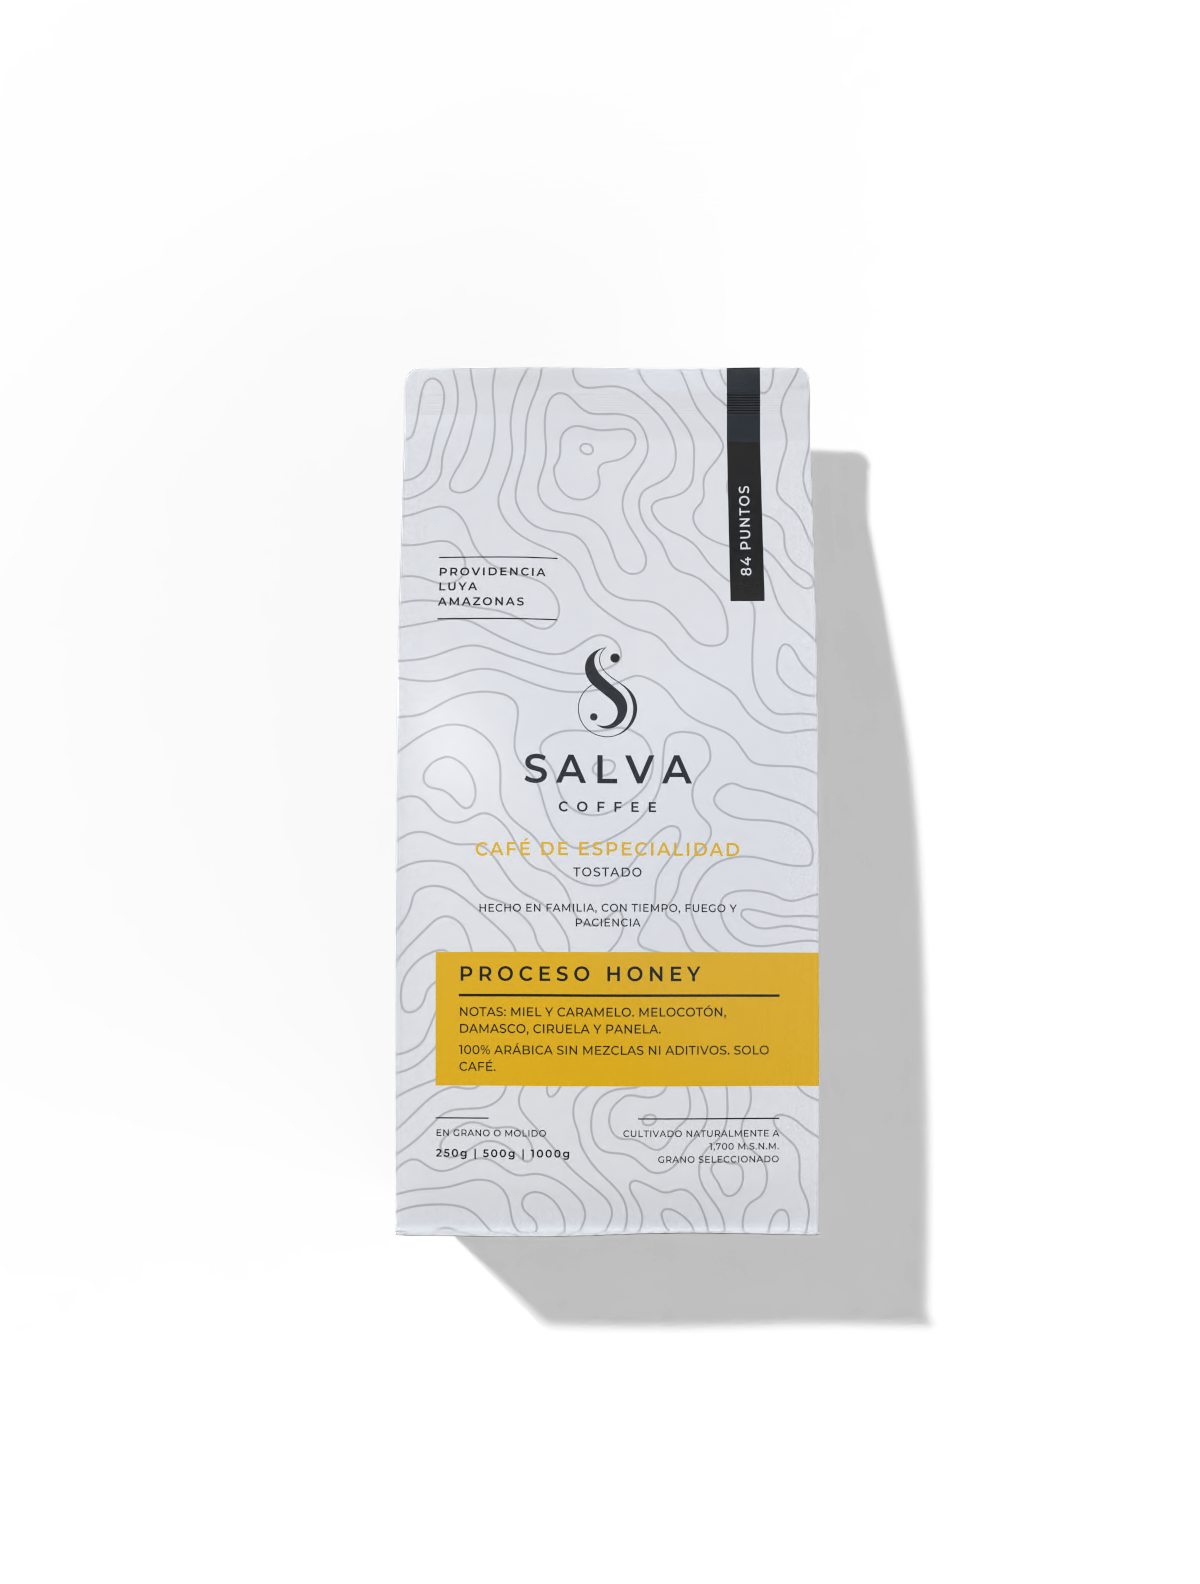 84 PUNTOS
PROVIDENCIA
LUYA
AMAZONAS
SALVA
COFFEE
CAFÉ DE ESPECIALIDAD
TOSTADO
HECHO EN FAMILIA, CON TIEMPO, FUEGO Y
PACIENCIA
PROCESO HONEY
NOTAS: MIEL Y CARAMELO. MELOCOTÓN,
DAMASCO, CIRUELA Y PANELA.
100% ARÁBICA SIN MEZCLAS NI ADITIVOS. SOLO
CAFÉ.
EN GRANO O MOLIDO
250g | 500g | 1000g
CULTIVADO NATURALMENTE A
1,700 M.S.N.M.
GRANO SELECCIONADO